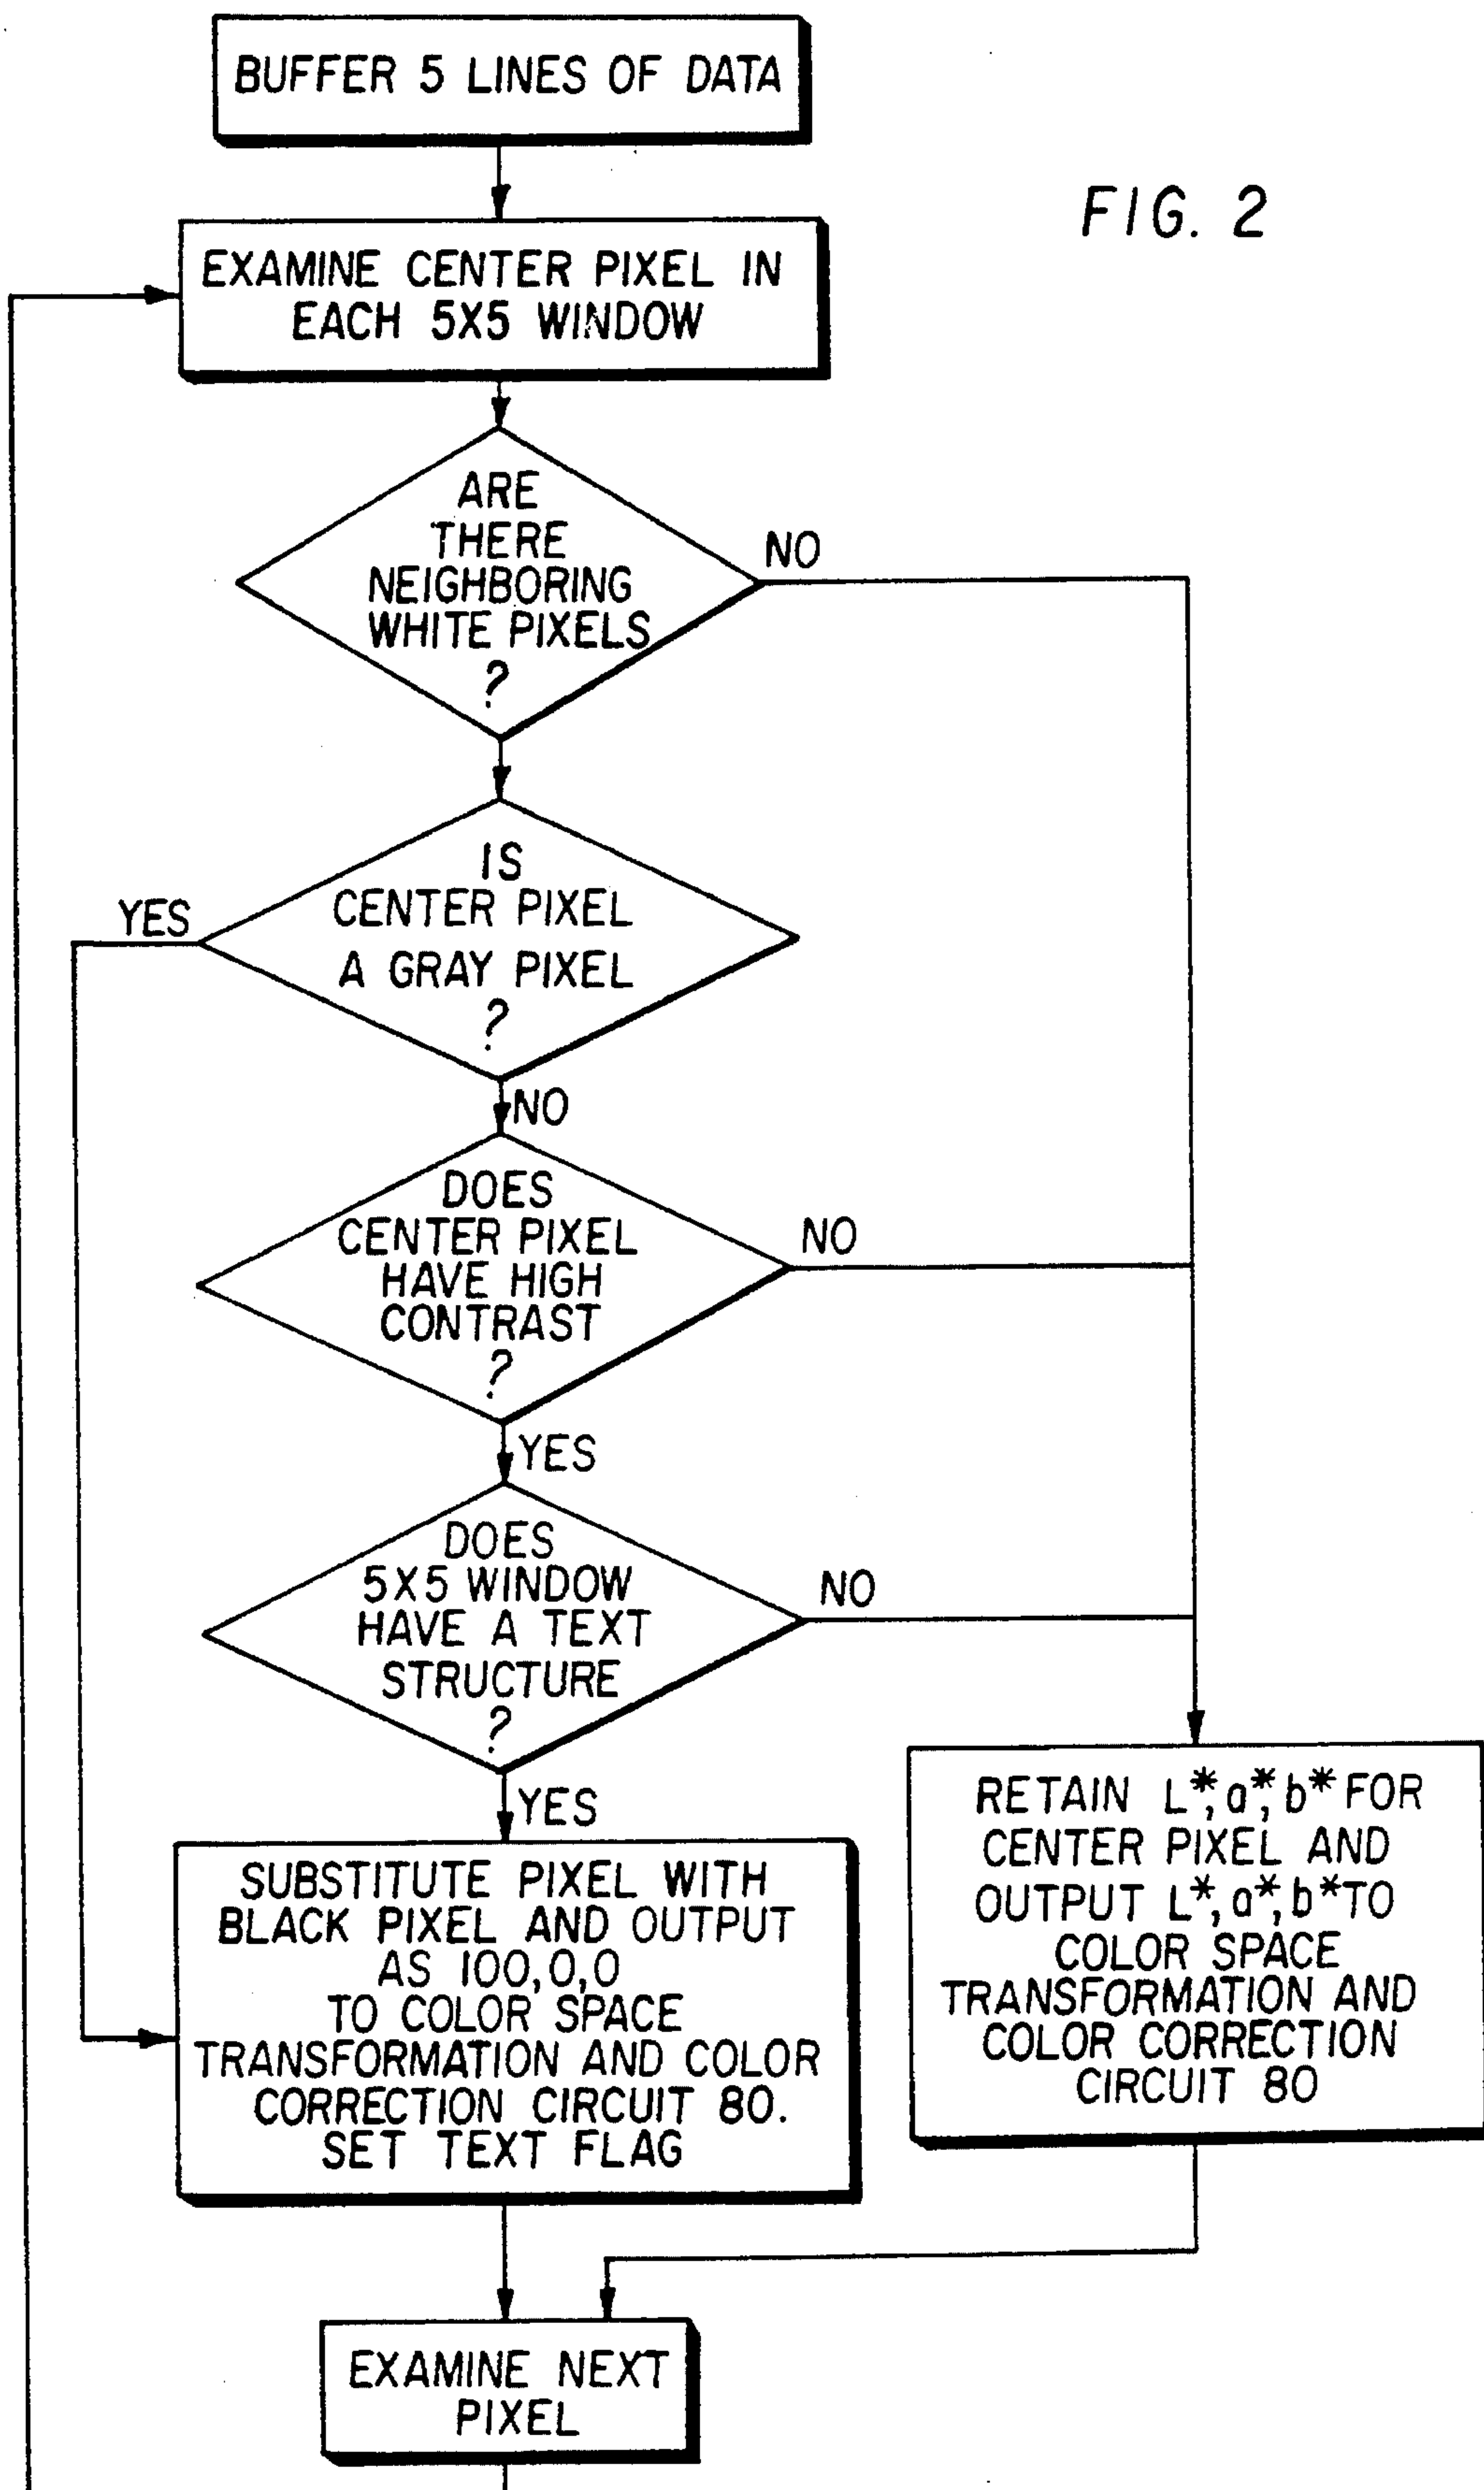 BUFFER 5 LINES OF DATA
FIG. 2
EXAMINE CENTER PIXEL IN
EACH 5X5 WINDOW
ARE
THERE
NEIGHBORING
WHITE PIXELS
?
NO
IS
CENTER PIXEL
A GRAY PIXEL
?
YES
NO
DOES
CENTER PIXEL
HAVE HIGH
CONTRAST
?
NO
YES
DOES
5X5 WINDOW
HAVE A TEXT
STRUCTURE
?
NO
YES
SUBSTITUTE PIXEL WITH
BLACK PIXEL AND OUTPUT
AS 100,0,0
TO COLOR SPACE
TRANSFORMATION AND COLOR
CORRECTION CIRCUIT 80.
SET TEXT FLAG
RETAIN L*, a*, b* FOR
CENTER PIXEL AND
OUTPUT L*, a*, b* TO
COLOR SPACE
TRANSFORMATION AND
COLOR CORRECTION
CIRCUIT 80
EXAMINE NEXT
PIXEL